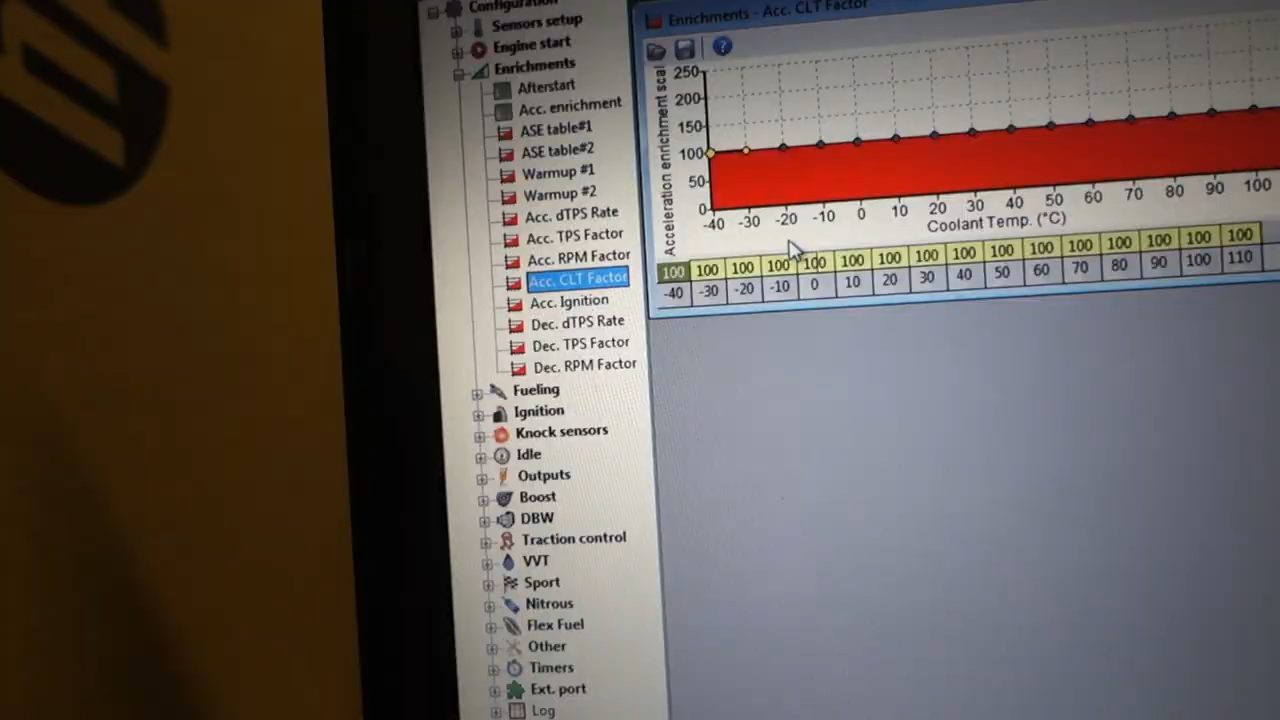 Configuration
Sensors setup
Engine start
Enrichments
Afterstart
Acc. enrichment
ASE table#1
ASE table#2
Warmup #1
Warmup #2
Acc. dTPS Rate
Acc. TPS Factor
Acc. RPM Factor
Acc. CLT Factor
Acc. Ignition
Dec. dTPS Rate
Dec. TPS Factor
Dec. RPM Factor
Fueling
Ignition
Knock sensors
Idle
Outputs
Boost
DBW
Traction control
VVT
Sport
Nitrous
Flex Fuel
Other
Timers
Ext. port
Log
Enrichments - Acc. CLT Factor
Acceleration enrichment scal
250
200
150
100
50
0
-40 -30 -20 -10 0 10 20 30 40 50 60 70 80 90 100
Coolant Temp. (°C)
100 100 100 100 100 100 100 100 100 100 100 100 100 100 100 100
-40 -30 -20 -10 0 10 20 30 40 50 60 70 80 90 100 110